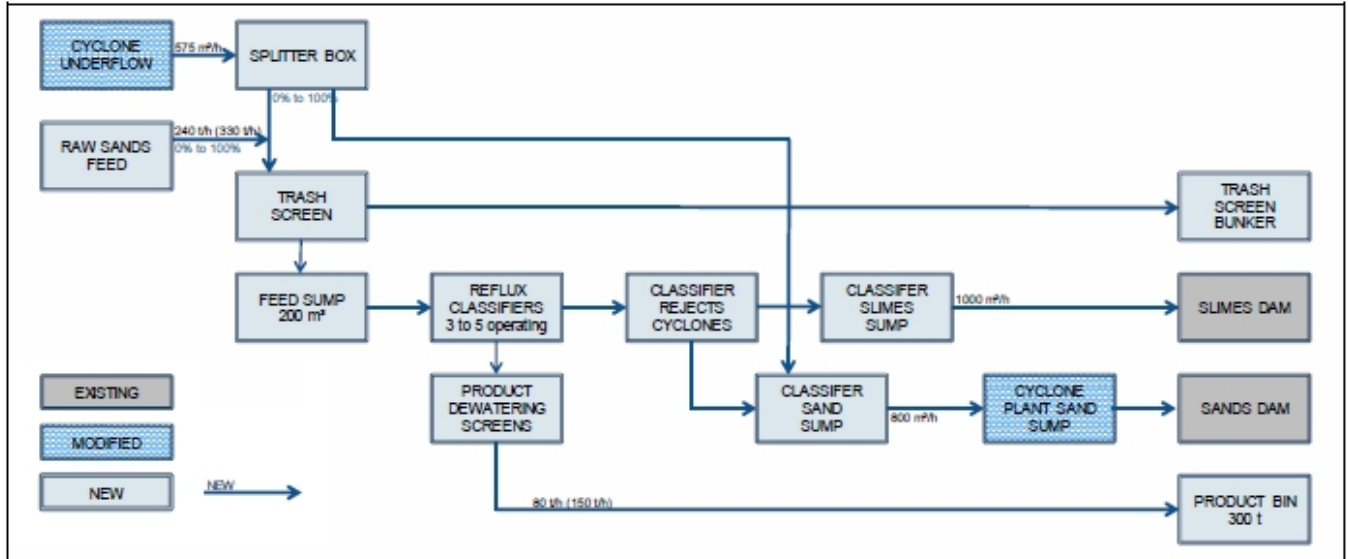 CYCLONE
UNDERFLOW
575 m³/h
SPLITTER BOX
0% to 100%
RAW SANDS
FEED
240 t/h (330 t/h)
0% to 100%
TRASH
SCREEN
TRASH
SCREEN
BUNKER
FEED SUMP
200 m³
REFLUX
CLASSIFIERS
3 to 5 operating
CLASSIFIER
REJECTS
CYCLONES
CLASSIFER
SLIMES
SUMP
1000 m³/h
SLIMES DAM
EXISTING
MODIFIED
NEW
NEW
PRODUCT
DEWATERING
SCREENS
CLASSIFER
SAND
SUMP
800 m³/h
CYCLONE
PLANT SAND
SUMP
SANDS DAM
80 t/h (150 t/h)
PRODUCT BIN
300 t